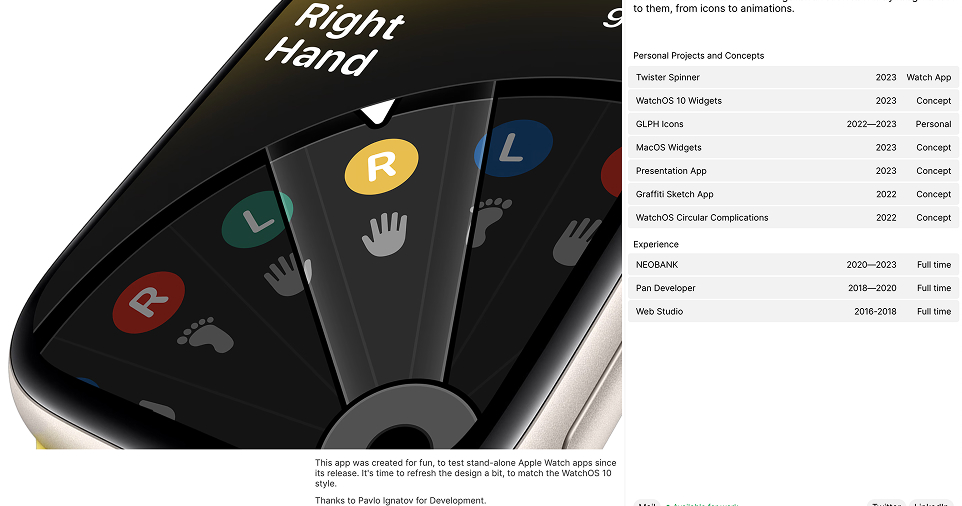 Right
Hand
9
R
L
L
R
This app was created for fun, to test stand-alone Apple Watch apps since
its release. It's time to refresh the design a bit, to match the WatchOS 10
style.
Thanks to Pavlo Ignatov for Development.
to them, from icons to animations.
Personal Projects and Concepts
Twister Spinner 2023 Watch App
WatchOS 10 Widgets 2023 Concept
GLPH Icons 2022—2023 Personal
MacOS Widgets 2023 Concept
Presentation App 2023 Concept
Graffiti Sketch App 2022 Concept
WatchOS Circular Complications 2022 Concept
Experience
NEOBANK 2020—2023 Full time
Pan Developer 2018—2020 Full time
Web Studio 2016-2018 Full time
Mail Available for work Twitter LinkedIn